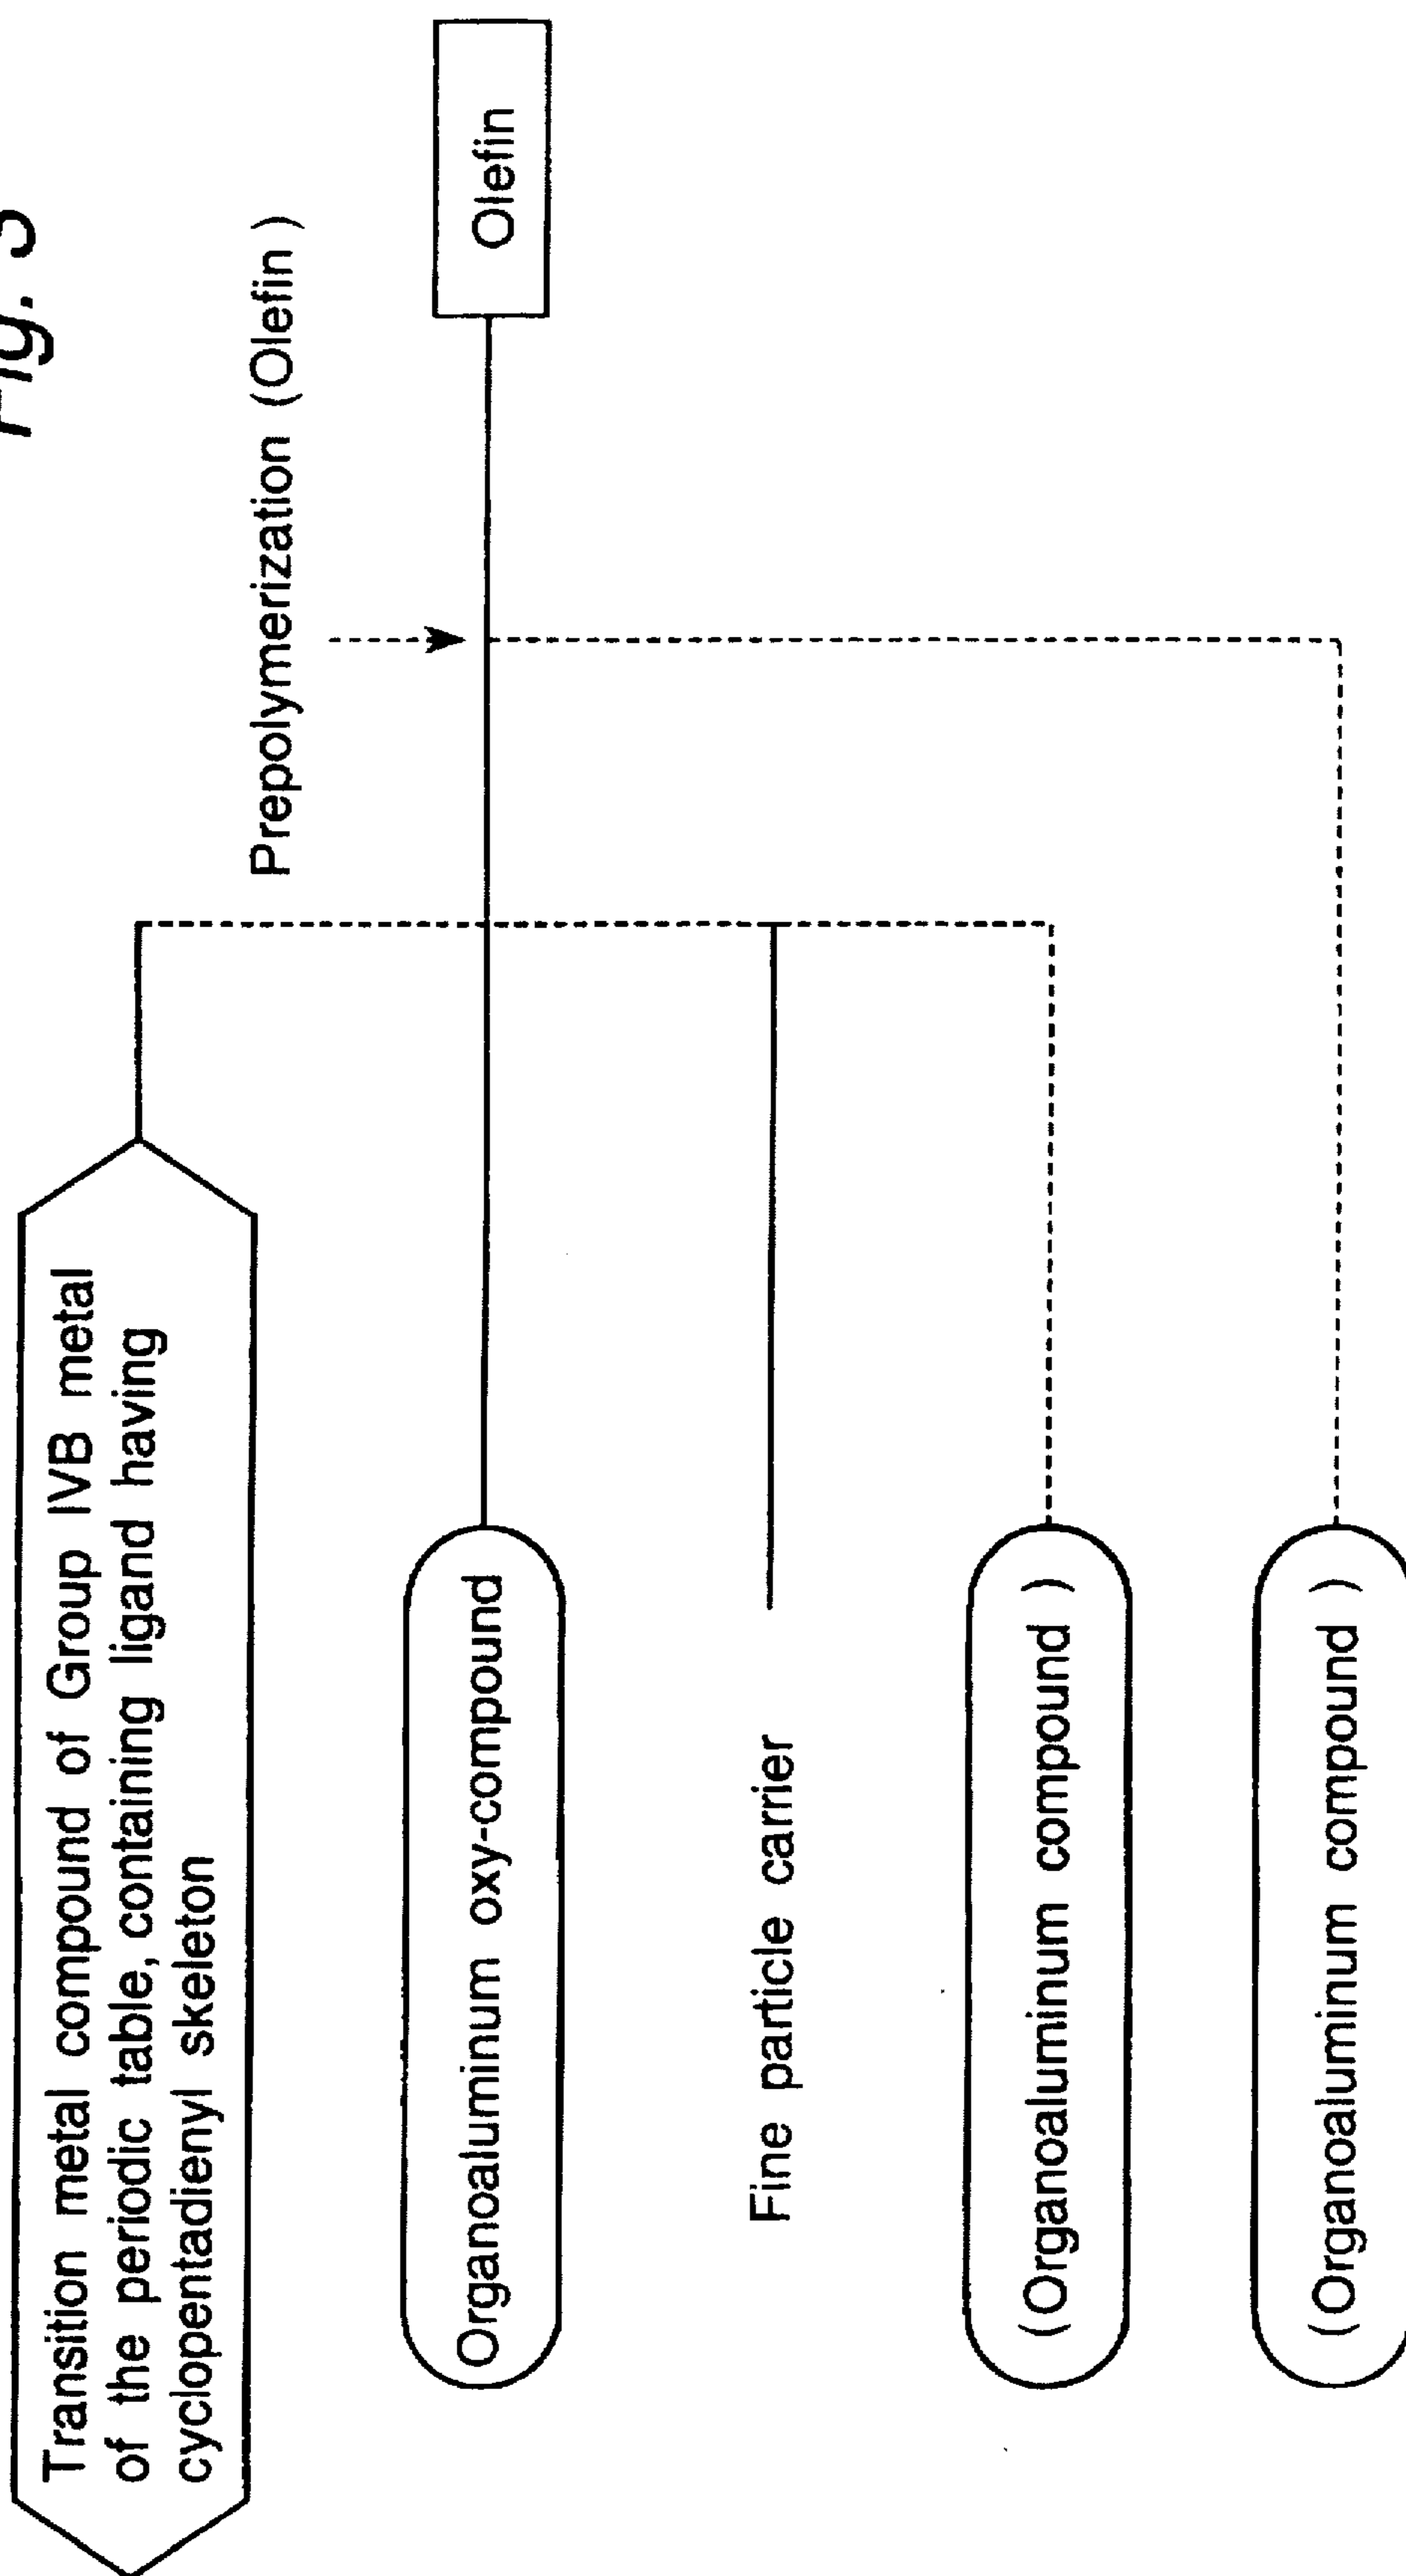 Fig. 3
Transition metal compound of Group IVB metal
of the periodic table, containing ligand having
cyclopentadienyl skeleton
Prepolymerization (Olefin)
Organoaluminum oxy-compound
Olefin
Fine particle carrier
(Organoaluminum compound)
(Organoaluminum compound)